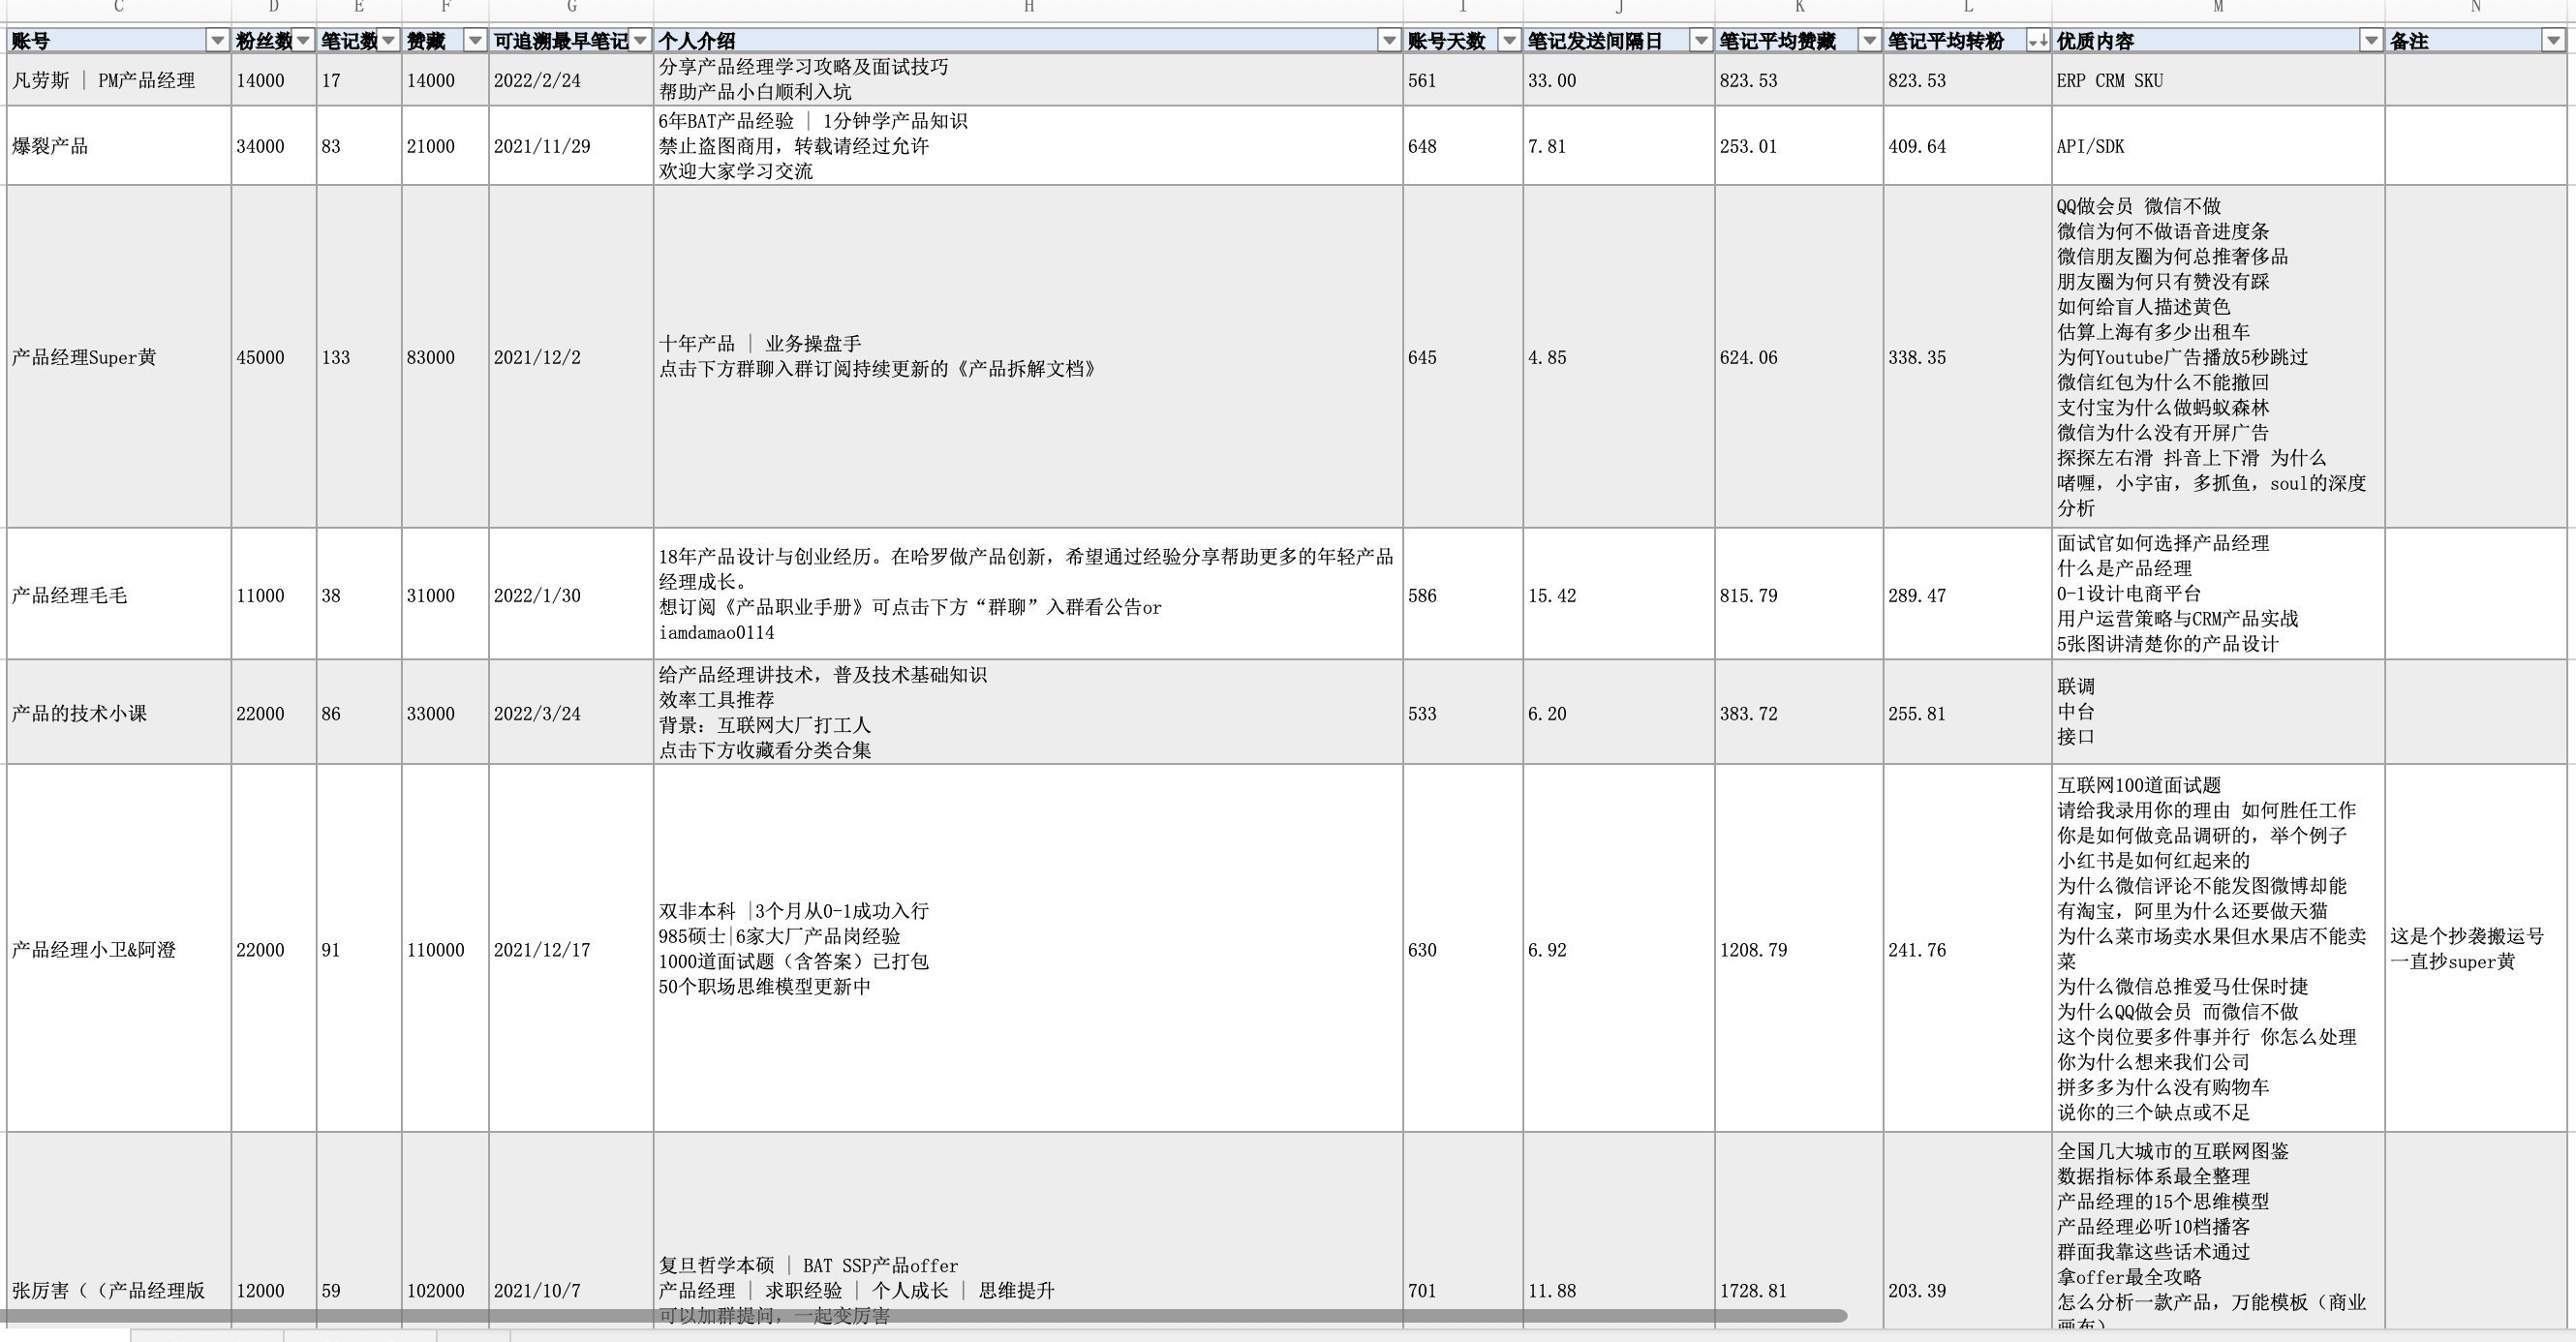 C D E F G H I J K L M N
账号 粉丝数 笔记数 赞藏 可追溯最早笔记 个人介绍 账号天数 笔记发送间隔日 笔记平均赞藏 笔记平均转粉 优质内容 备注
凡劳斯 | PM产品经理 14000 17 14000 2022/2/24
分享产品经理学习攻略及面试技巧
帮助产品小白顺利入坑
561 33.00 823.53 823.53 ERP CRM SKU
爆裂产品 34000 83 21000 2021/11/29
6年BAT产品经验 | 1分钟学产品知识
禁止盗图商用，转载请经过允许
欢迎大家学习交流
648 7.81 253.01 409.64 API/SDK
产品经理Super黄 45000 133 83000 2021/12/2
十年产品 | 业务操盘手
点击下方群聊入群订阅持续更新的《产品拆解文档》
645 4.85 624.06 338.35
QQ做会员 微信不做
微信为何不做语音进度条
微信朋友圈为何总推奢侈品
朋友圈为何只有赞没有踩
如何给盲人描述黄色
估算上海有多少出租车
为何Youtube广告播放5秒跳过
微信红包为什么不能撤回
支付宝为什么做蚂蚁森林
微信为什么没有开屏广告
探探左右滑 抖音上下滑 为什么
啫喱，小宇宙，多抓鱼，soul的深度
分析
产品经理毛毛 11000 38 31000 2022/1/30
18年产品设计与创业经历。在哈罗做产品创新，希望通过经验分享帮助更多的年轻产品
经理成长。
想订阅《产品职业手册》可点击下方“群聊”入群看公告or
iamdamao0114
586 15.42 815.79 289.47
面试官如何选择产品经理
什么是产品经理
0-1设计电商平台
用户运营策略与CRM产品实战
5张图讲清楚你的产品设计
产品的技术小课 22000 86 33000 2022/3/24
给产品经理讲技术，普及技术基础知识
效率工具推荐
背景：互联网大厂打工人
点击下方收藏看分类合集
533 6.20 383.72 255.81
联调
中台
接口
产品经理小卫&阿澄 22000 91 110000 2021/12/17
双非本科 |3个月从0-1成功入行
985硕士|6家大厂产品岗经验
1000道面试题（含答案）已打包
50个职场思维模型更新中
630 6.92 1208.79 241.76
互联网100道面试题
请给我录用你的理由 如何胜任工作
你是如何做竞品调研的，举个例子
小红书是如何红起来的
为什么微信评论不能发图微博却能
有淘宝，阿里为什么还要做天猫
为什么菜市场卖水果但水果店不能卖
菜
为什么微信总推爱马仕保时捷
为什么QQ做会员 而微信不做
这个岗位要多件事并行 你怎么处理
你为什么想来我们公司
拼多多为什么没有购物车
说你的三个缺点或不足
这是个抄袭搬运号
一直抄super黄
张厉害（（产品经理版 12000 59 102000 2021/10/7
复旦哲学本硕 | BAT SSP产品offer
产品经理 | 求职经验 | 个人成长 | 思维提升
可以加群提问，一起变厉害
701 11.88 1728.81 203.39
全国几大城市的互联网图鉴
数据指标体系最全整理
产品经理的15个思维模型
产品经理必听10档播客
群面我靠这些话术通过
拿offer最全攻略
怎么分析一款产品，万能模板（商业
画布）